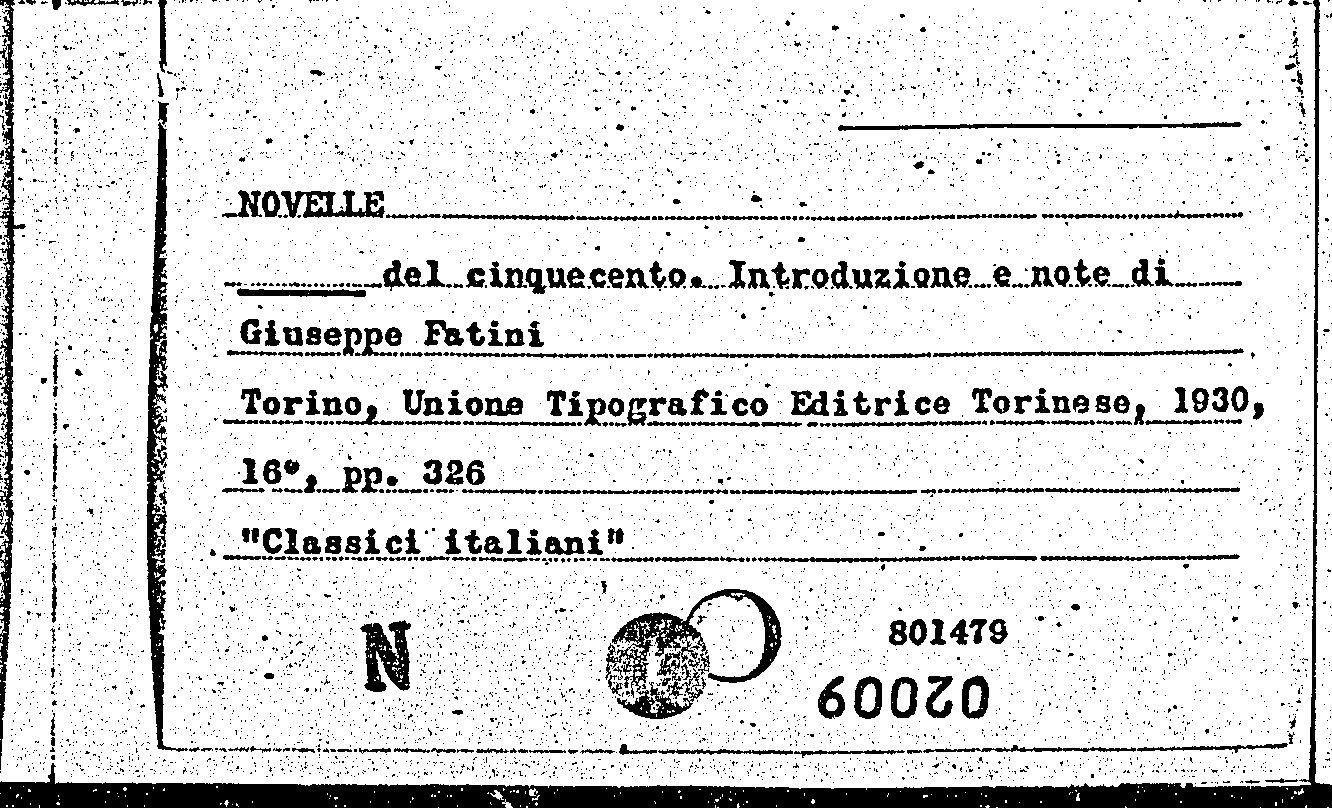 NOVELLE
del cinquecento. Introduzione e note di
Giuseppe Fatini
Torino, Unione Tipografico Editrice Torinese, 1930,
16°, pp. 326
"Classici italiani"
N
801479